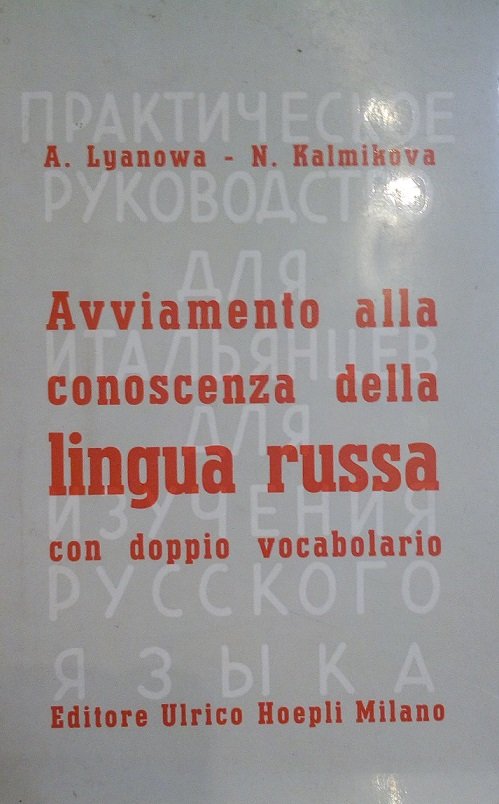 ПРАКТИЧЕСКОЕ
A. Lyanowa - N. Kalmikova
РУКОВОДСТВО
ДЛЯ
Avviamento alla
ИТАЛЬЯНЦЕВ
conoscenza della
ДЛЯ
lingua russa
ИЗУЧЕНИЯ
con doppio vocabolario
РУССКОГО
ЯЗЫКА
Editore Ulrico Hoepli Milano